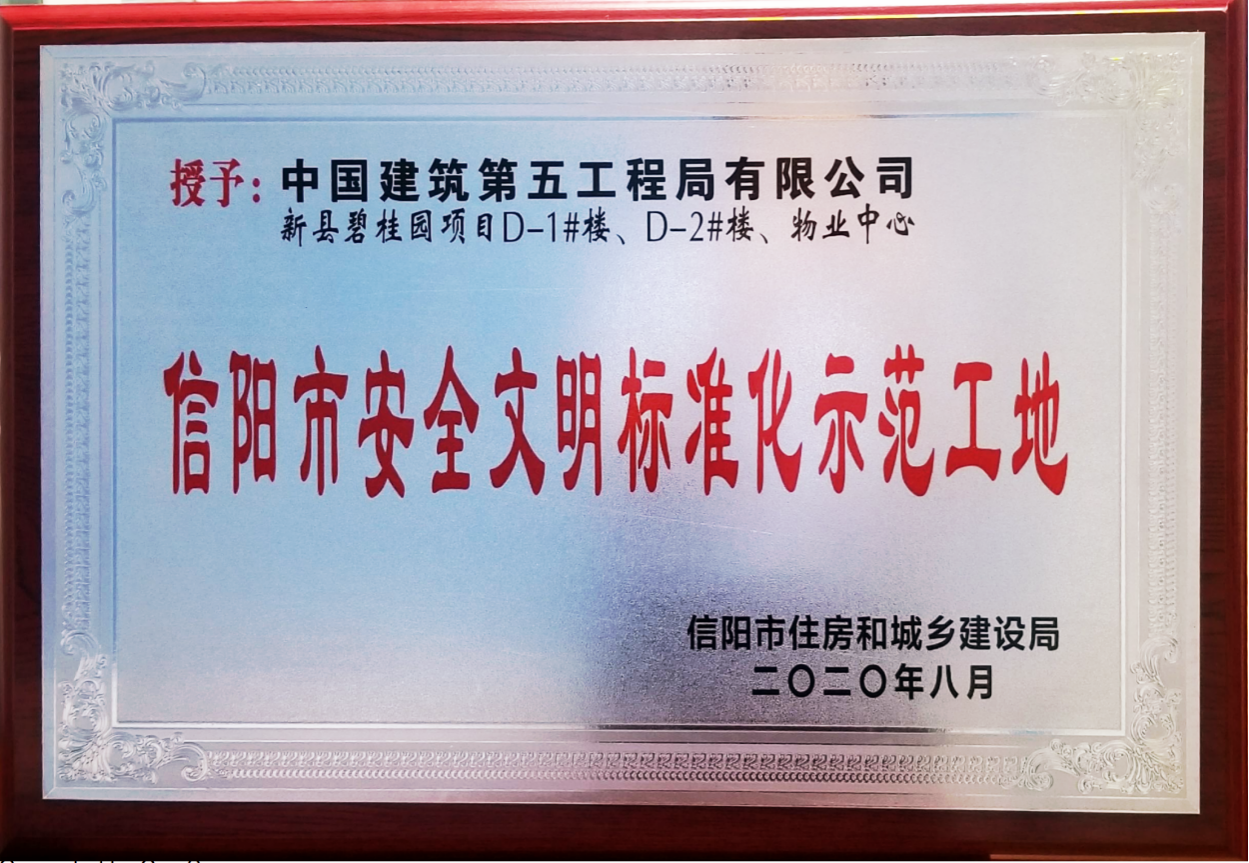 授予：中国建筑第五工程局有限公司
新县碧桂园项目D-1#楼、D-2#楼、物业中心
信阳市安全文明标准化示范工地
信阳市住房和城乡建设局
二〇二〇年八月